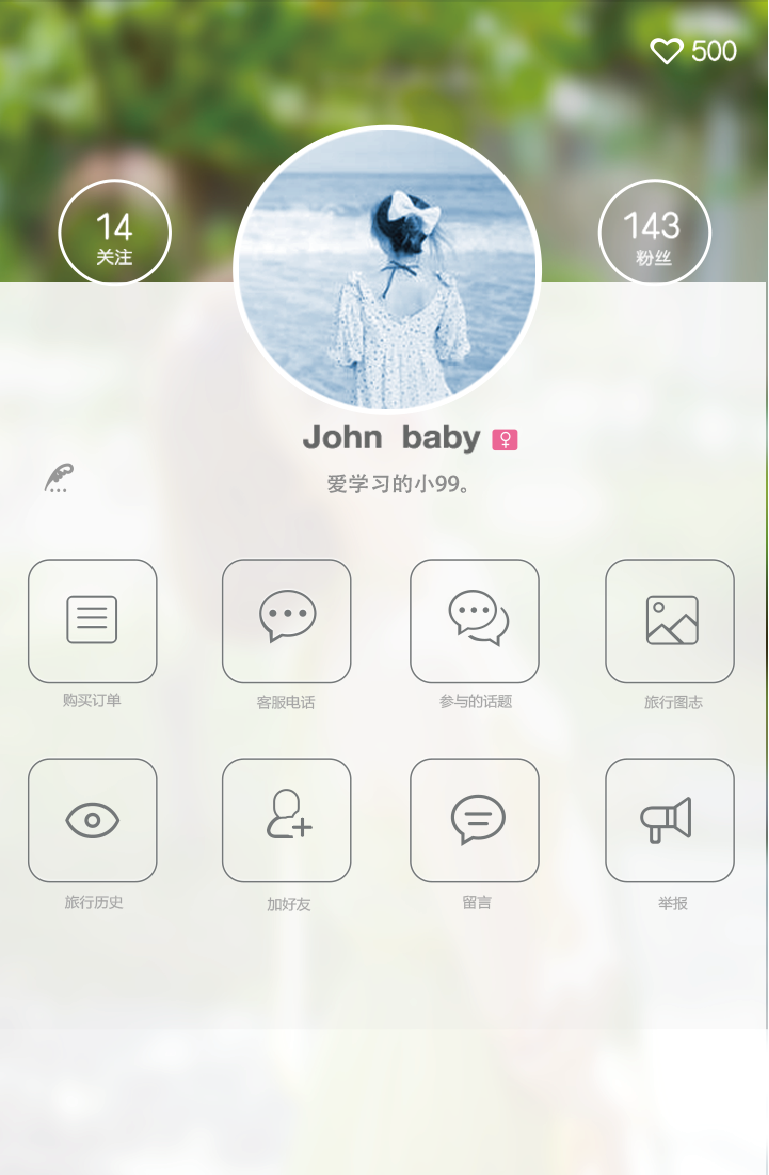 500
14
关注
143
粉丝
John baby
爱学习的小99。
购买订单
客服电话
参与的话题
旅行图志
旅行历史
加好友
留言
举报